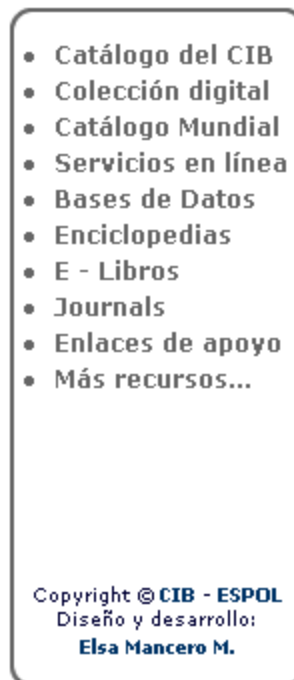 • Catálogo del CIB
• Colección digital
• Catálogo Mundial
• Servicios en línea
• Bases de Datos
• Enciclopedias
• E - Libros
• Journals
• Enlaces de apoyo
• Más recursos...
Copyright © CIB - ESPOL
Diseño y desarrollo:
Elsa Mancero M.